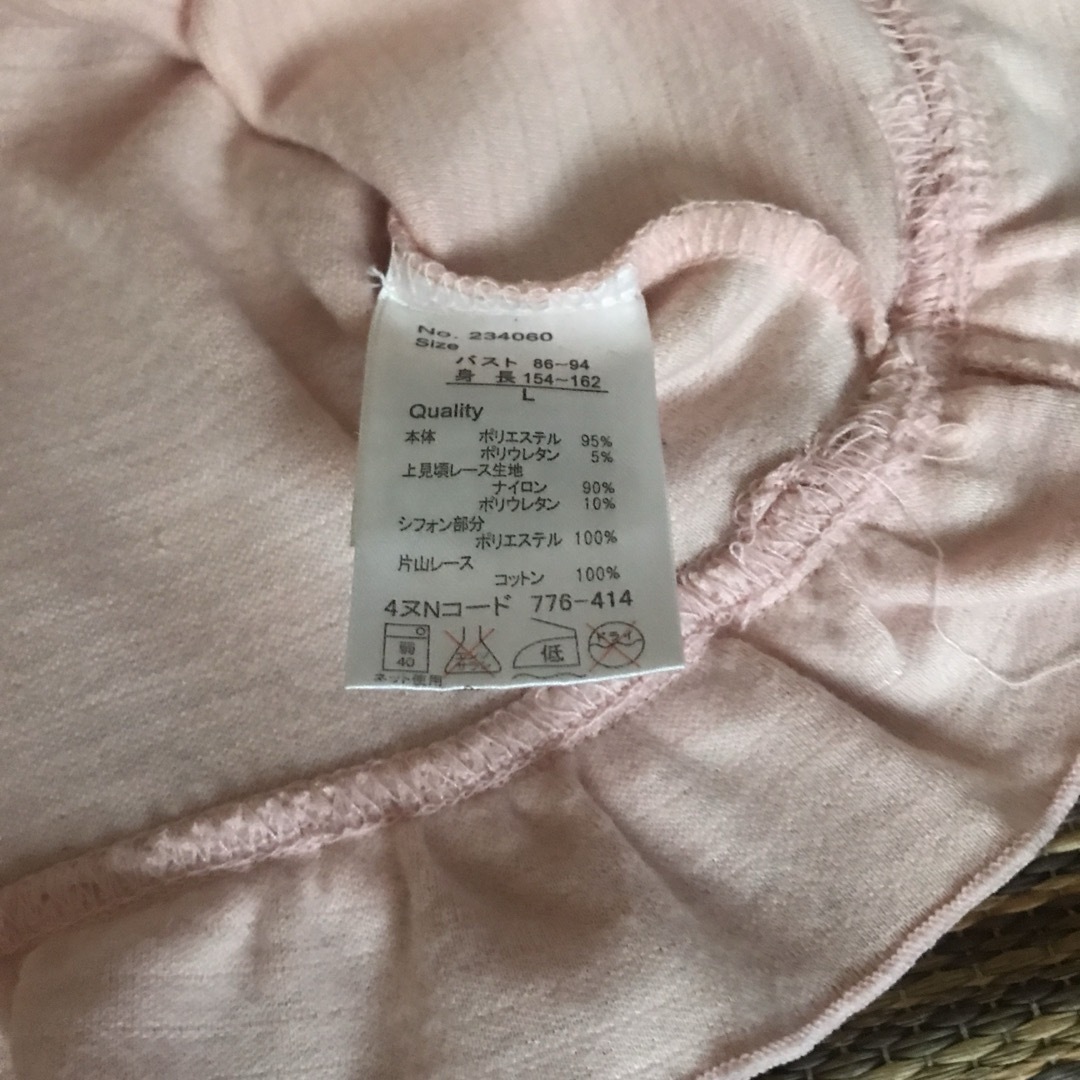 No. 234060
Size
バスト 86~94
身長 154~162
L
Quality
本体 ポリエステル 95%
ポリウレタン 5%
上見頃レース生地
ナイロン 90%
ポリウレタン 10%
シフォン部分
ポリエステル 100%
片山レース
コットン 100%
4ヌNコード 776-414
弱 40 低 ドライ
ネット使用